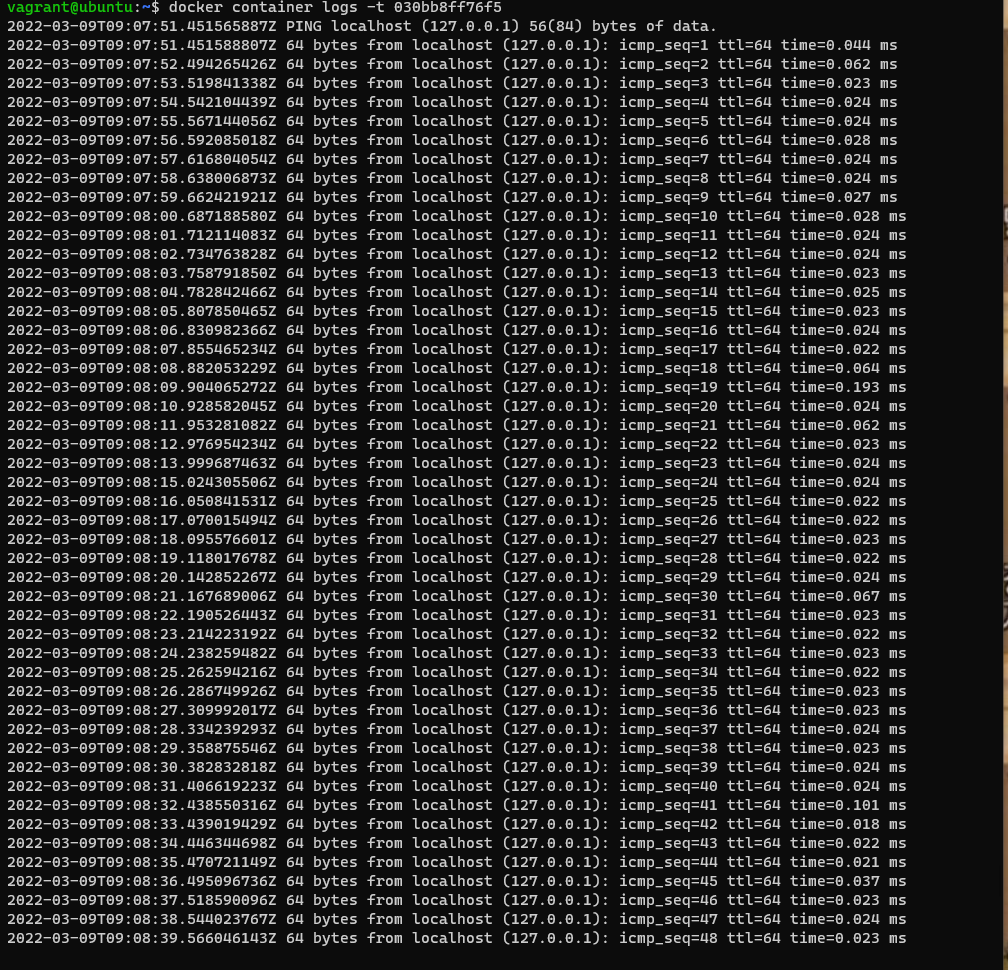 vagrant@ubuntu:~$ docker container logs -t 030bb8ff76f5
2022-03-09T09:07:51.451565887Z PING localhost (127.0.0.1) 56(84) bytes of data.
2022-03-09T09:07:51.451588807Z 64 bytes from localhost (127.0.0.1): icmp_seq=1 ttl=64 time=0.044 ms
2022-03-09T09:07:52.494265426Z 64 bytes from localhost (127.0.0.1): icmp_seq=2 ttl=64 time=0.062 ms
2022-03-09T09:07:53.519841338Z 64 bytes from localhost (127.0.0.1): icmp_seq=3 ttl=64 time=0.023 ms
2022-03-09T09:07:54.542104439Z 64 bytes from localhost (127.0.0.1): icmp_seq=4 ttl=64 time=0.024 ms
2022-03-09T09:07:55.567144056Z 64 bytes from localhost (127.0.0.1): icmp_seq=5 ttl=64 time=0.024 ms
2022-03-09T09:07:56.592085018Z 64 bytes from localhost (127.0.0.1): icmp_seq=6 ttl=64 time=0.028 ms
2022-03-09T09:07:57.616804054Z 64 bytes from localhost (127.0.0.1): icmp_seq=7 ttl=64 time=0.024 ms
2022-03-09T09:07:58.638006873Z 64 bytes from localhost (127.0.0.1): icmp_seq=8 ttl=64 time=0.024 ms
2022-03-09T09:07:59.662421921Z 64 bytes from localhost (127.0.0.1): icmp_seq=9 ttl=64 time=0.027 ms
2022-03-09T09:08:00.687188580Z 64 bytes from localhost (127.0.0.1): icmp_seq=10 ttl=64 time=0.028 ms
2022-03-09T09:08:01.712114083Z 64 bytes from localhost (127.0.0.1): icmp_seq=11 ttl=64 time=0.024 ms
2022-03-09T09:08:02.734763828Z 64 bytes from localhost (127.0.0.1): icmp_seq=12 ttl=64 time=0.024 ms
2022-03-09T09:08:03.758791850Z 64 bytes from localhost (127.0.0.1): icmp_seq=13 ttl=64 time=0.023 ms
2022-03-09T09:08:04.782842466Z 64 bytes from localhost (127.0.0.1): icmp_seq=14 ttl=64 time=0.025 ms
2022-03-09T09:08:05.807850465Z 64 bytes from localhost (127.0.0.1): icmp_seq=15 ttl=64 time=0.023 ms
2022-03-09T09:08:06.830982366Z 64 bytes from localhost (127.0.0.1): icmp_seq=16 ttl=64 time=0.024 ms
2022-03-09T09:08:07.855465234Z 64 bytes from localhost (127.0.0.1): icmp_seq=17 ttl=64 time=0.022 ms
2022-03-09T09:08:08.882053229Z 64 bytes from localhost (127.0.0.1): icmp_seq=18 ttl=64 time=0.064 ms
2022-03-09T09:08:09.904065272Z 64 bytes from localhost (127.0.0.1): icmp_seq=19 ttl=64 time=0.193 ms
2022-03-09T09:08:10.928582045Z 64 bytes from localhost (127.0.0.1): icmp_seq=20 ttl=64 time=0.024 ms
2022-03-09T09:08:11.953281082Z 64 bytes from localhost (127.0.0.1): icmp_seq=21 ttl=64 time=0.062 ms
2022-03-09T09:08:12.976954234Z 64 bytes from localhost (127.0.0.1): icmp_seq=22 ttl=64 time=0.023 ms
2022-03-09T09:08:13.999687463Z 64 bytes from localhost (127.0.0.1): icmp_seq=23 ttl=64 time=0.024 ms
2022-03-09T09:08:15.024305506Z 64 bytes from localhost (127.0.0.1): icmp_seq=24 ttl=64 time=0.024 ms
2022-03-09T09:08:16.050841531Z 64 bytes from localhost (127.0.0.1): icmp_seq=25 ttl=64 time=0.022 ms
2022-03-09T09:08:17.070015494Z 64 bytes from localhost (127.0.0.1): icmp_seq=26 ttl=64 time=0.022 ms
2022-03-09T09:08:18.095576601Z 64 bytes from localhost (127.0.0.1): icmp_seq=27 ttl=64 time=0.023 ms
2022-03-09T09:08:19.118017678Z 64 bytes from localhost (127.0.0.1): icmp_seq=28 ttl=64 time=0.022 ms
2022-03-09T09:08:20.142852267Z 64 bytes from localhost (127.0.0.1): icmp_seq=29 ttl=64 time=0.024 ms
2022-03-09T09:08:21.167689006Z 64 bytes from localhost (127.0.0.1): icmp_seq=30 ttl=64 time=0.067 ms
2022-03-09T09:08:22.190526443Z 64 bytes from localhost (127.0.0.1): icmp_seq=31 ttl=64 time=0.023 ms
2022-03-09T09:08:23.214223192Z 64 bytes from localhost (127.0.0.1): icmp_seq=32 ttl=64 time=0.022 ms
2022-03-09T09:08:24.238259482Z 64 bytes from localhost (127.0.0.1): icmp_seq=33 ttl=64 time=0.023 ms
2022-03-09T09:08:25.262594216Z 64 bytes from localhost (127.0.0.1): icmp_seq=34 ttl=64 time=0.022 ms
2022-03-09T09:08:26.286749926Z 64 bytes from localhost (127.0.0.1): icmp_seq=35 ttl=64 time=0.023 ms
2022-03-09T09:08:27.309992017Z 64 bytes from localhost (127.0.0.1): icmp_seq=36 ttl=64 time=0.023 ms
2022-03-09T09:08:28.334239293Z 64 bytes from localhost (127.0.0.1): icmp_seq=37 ttl=64 time=0.024 ms
2022-03-09T09:08:29.358875546Z 64 bytes from localhost (127.0.0.1): icmp_seq=38 ttl=64 time=0.023 ms
2022-03-09T09:08:30.382832818Z 64 bytes from localhost (127.0.0.1): icmp_seq=39 ttl=64 time=0.024 ms
2022-03-09T09:08:31.406619223Z 64 bytes from localhost (127.0.0.1): icmp_seq=40 ttl=64 time=0.024 ms
2022-03-09T09:08:32.438550316Z 64 bytes from localhost (127.0.0.1): icmp_seq=41 ttl=64 time=0.101 ms
2022-03-09T09:08:33.439019429Z 64 bytes from localhost (127.0.0.1): icmp_seq=42 ttl=64 time=0.018 ms
2022-03-09T09:08:34.446344698Z 64 bytes from localhost (127.0.0.1): icmp_seq=43 ttl=64 time=0.022 ms
2022-03-09T09:08:35.470721149Z 64 bytes from localhost (127.0.0.1): icmp_seq=44 ttl=64 time=0.021 ms
2022-03-09T09:08:36.495096736Z 64 bytes from localhost (127.0.0.1): icmp_seq=45 ttl=64 time=0.037 ms
2022-03-09T09:08:37.518590096Z 64 bytes from localhost (127.0.0.1): icmp_seq=46 ttl=64 time=0.023 ms
2022-03-09T09:08:38.544023767Z 64 bytes from localhost (127.0.0.1): icmp_seq=47 ttl=64 time=0.024 ms
2022-03-09T09:08:39.566046143Z 64 bytes from localhost (127.0.0.1): icmp_seq=48 ttl=64 time=0.023 ms